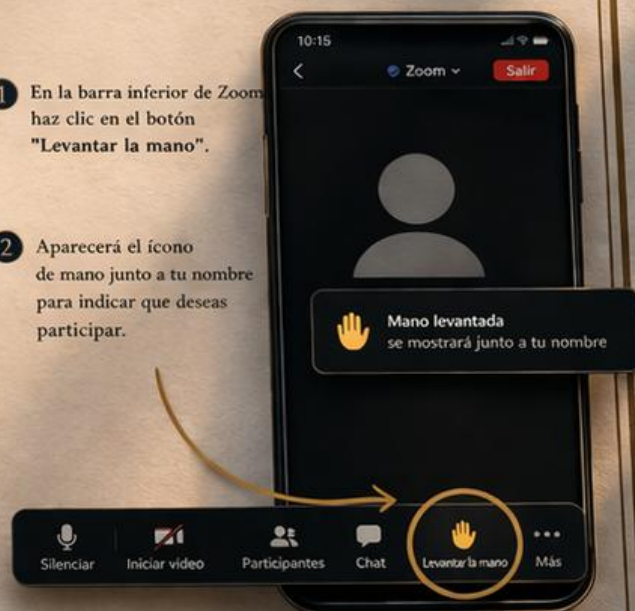 1 En la barra inferior de Zoom
haz clic en el botón
"Levantar la mano".
2 Aparecerá el ícono
de mano junto a tu nombre
para indicar que deseas
participar.
10:15
Zoom
Salir
Mano levantada
se mostrará junto a tu nombre
Silenciar
Iniciar video
Participantes
Chat
Levantar la mano
Más